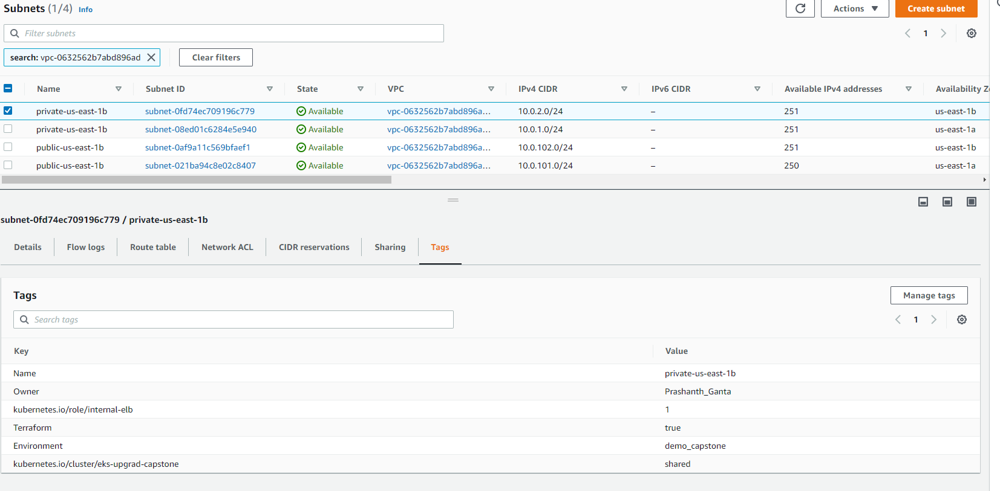 Subnets (1/4) Info
Actions
Create subnet
Filter subnets
1
search: vpc-0632562b7abd896ad
Clear filters
Name Subnet ID State VPC IPv4 CIDR IPv6 CIDR Available IPv4 addresses Availability Z
private-us-east-1b subnet-0fd74ec709196c779 Available vpc-0632562b7abd896a... 10.0.2.0/24 – 251 us-east-1b
private-us-east-1b subnet-08ed01c6284e5e940 Available vpc-0632562b7abd896a... 10.0.1.0/24 – 251 us-east-1a
public-us-east-1b subnet-0af9a11c569bfaef1 Available vpc-0632562b7abd896a... 10.0.102.0/24 – 251 us-east-1b
public-us-east-1b subnet-021ba94c8e02c8407 Available vpc-0632562b7abd896a... 10.0.101.0/24 – 250 us-east-1a
subnet-0fd74ec709196c779 / private-us-east-1b
Details Flow logs Route table Network ACL CIDR reservations Sharing Tags
Tags
Manage tags
Search tags
1
Key Value
Name private-us-east-1b
Owner Prashanth_Ganta
kubernetes.io/role/internal-elb 1
Terraform true
Environment demo_capstone
kubernetes.io/cluster/eks-upgrad-capstone shared